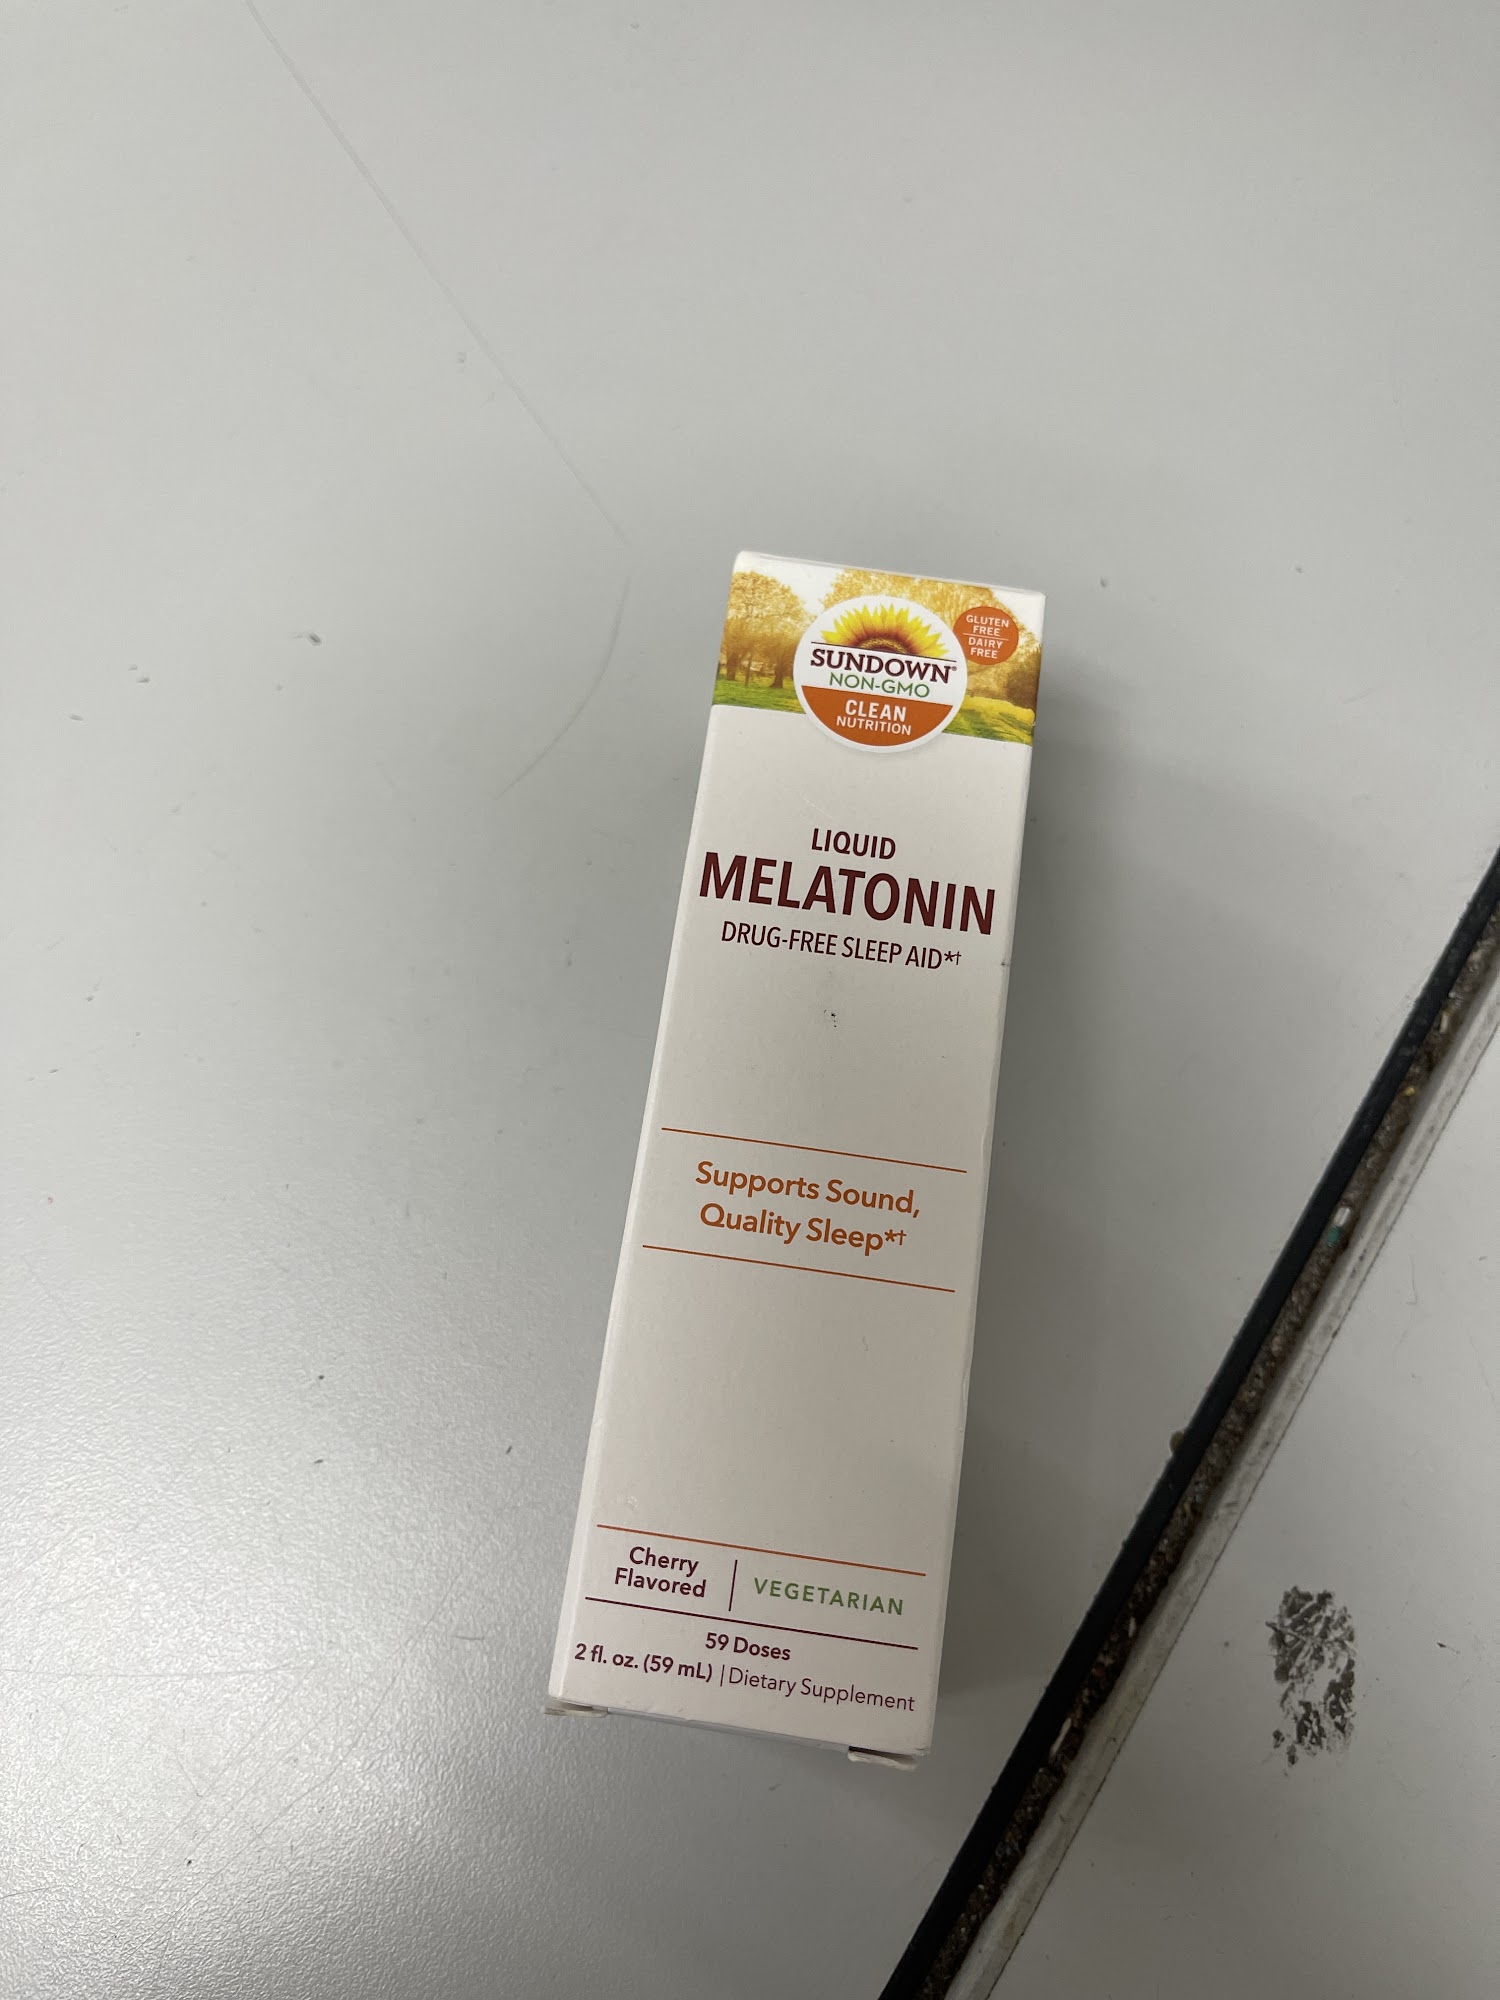 SUNDOWN®
NON-GMO
CLEAN
NUTRITION
GLUTEN
FREE
DAIRY
FREE
LIQUID
MELATONIN
DRUG-FREE SLEEP AID*†
Supports Sound,
Quality Sleep*†
Cherry
Flavored
VEGETARIAN
59 Doses
2 fl. oz. (59 mL) | Dietary Supplement